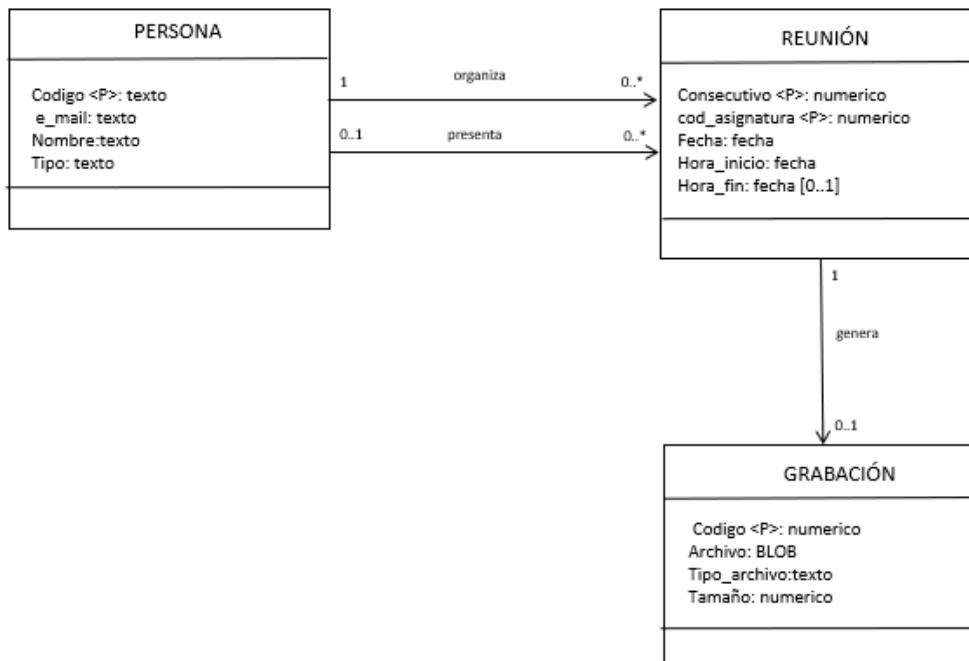 PERSONA
Codigo <P>: texto
e_mail: texto
Nombre:texto
Tipo: texto
1
organiza
0..*
0..1
presenta
0..*
REUNIÓN
Consecutivo <P>: numerico
cod_asignatura <P>: numerico
Fecha: fecha
Hora_inicio: fecha
Hora_fin: fecha [0..1]
1
genera
0..1
GRABACIÓN
Codigo <P>: numerico
Archivo: BLOB
Tipo_archivo:texto
Tamaño: numerico